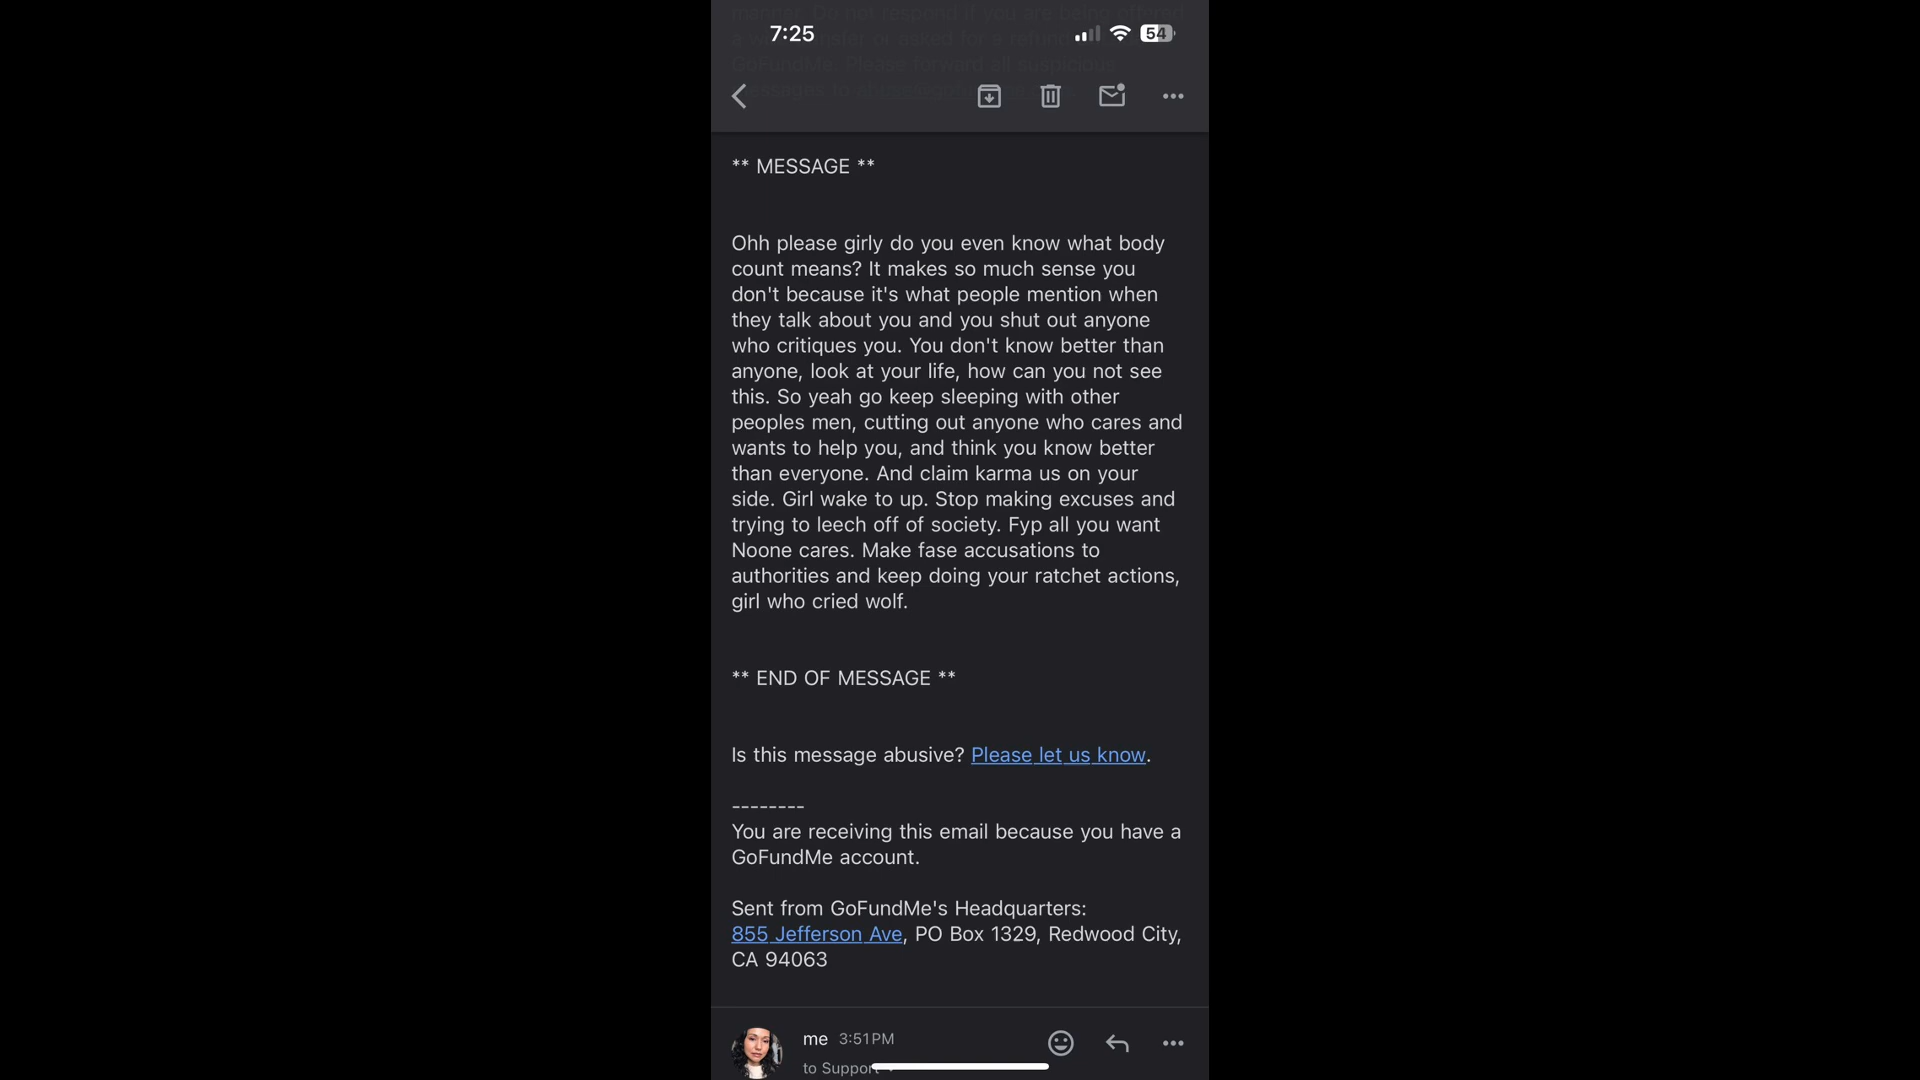 7:25
54
** MESSAGE **
Ohh please girly do you even know what body
count means? It makes so much sense you
don't because it's what people mention when
they talk about you and you shut out anyone
who critiques you. You don't know better than
anyone, look at your life, how can you not see
this. So yeah go keep sleeping with other
peoples men, cutting out anyone who cares and
wants to help you, and think you know better
than everyone. And claim karma us on your
side. Girl wake to up. Stop making excuses and
trying to leech off of society. Fyp all you want
Noone cares. Make fase accusations to
authorities and keep doing your ratchet actions,
girl who cried wolf.
** END OF MESSAGE **
Is this message abusive? Please let us know.
--------
You are receiving this email because you have a
GoFundMe account.
Sent from GoFundMe's Headquarters:
855 Jefferson Ave, PO Box 1329, Redwood City,
CA 94063
me 3:51 PM
to Support